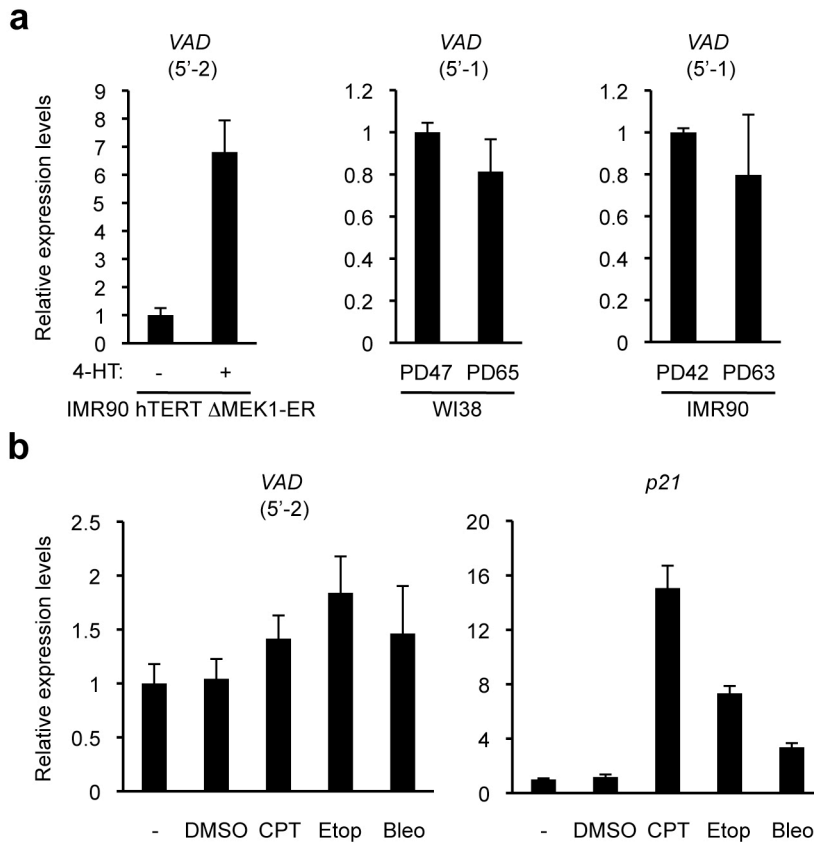 a
VAD
(5'-2)
VAD
(5'-1)
VAD
(5'-1)
Relative expression levels
9
8
7
6
5
4
3
2
1
0
1.2
1
0.8
0.6
0.4
0.2
0
1.2
1
0.8
0.6
0.4
0.2
0
4-HT: - +
IMR90 hTERT ΔMEK1-ER
PD47 PD65
WI38
PD42 PD63
IMR90
b
VAD
(5'-2)
p21
Relative expression levels
2.5
2
1.5
1
0.5
0
20
16
12
8
4
0
- DMSO CPT Etop Bleo
- DMSO CPT Etop Bleo